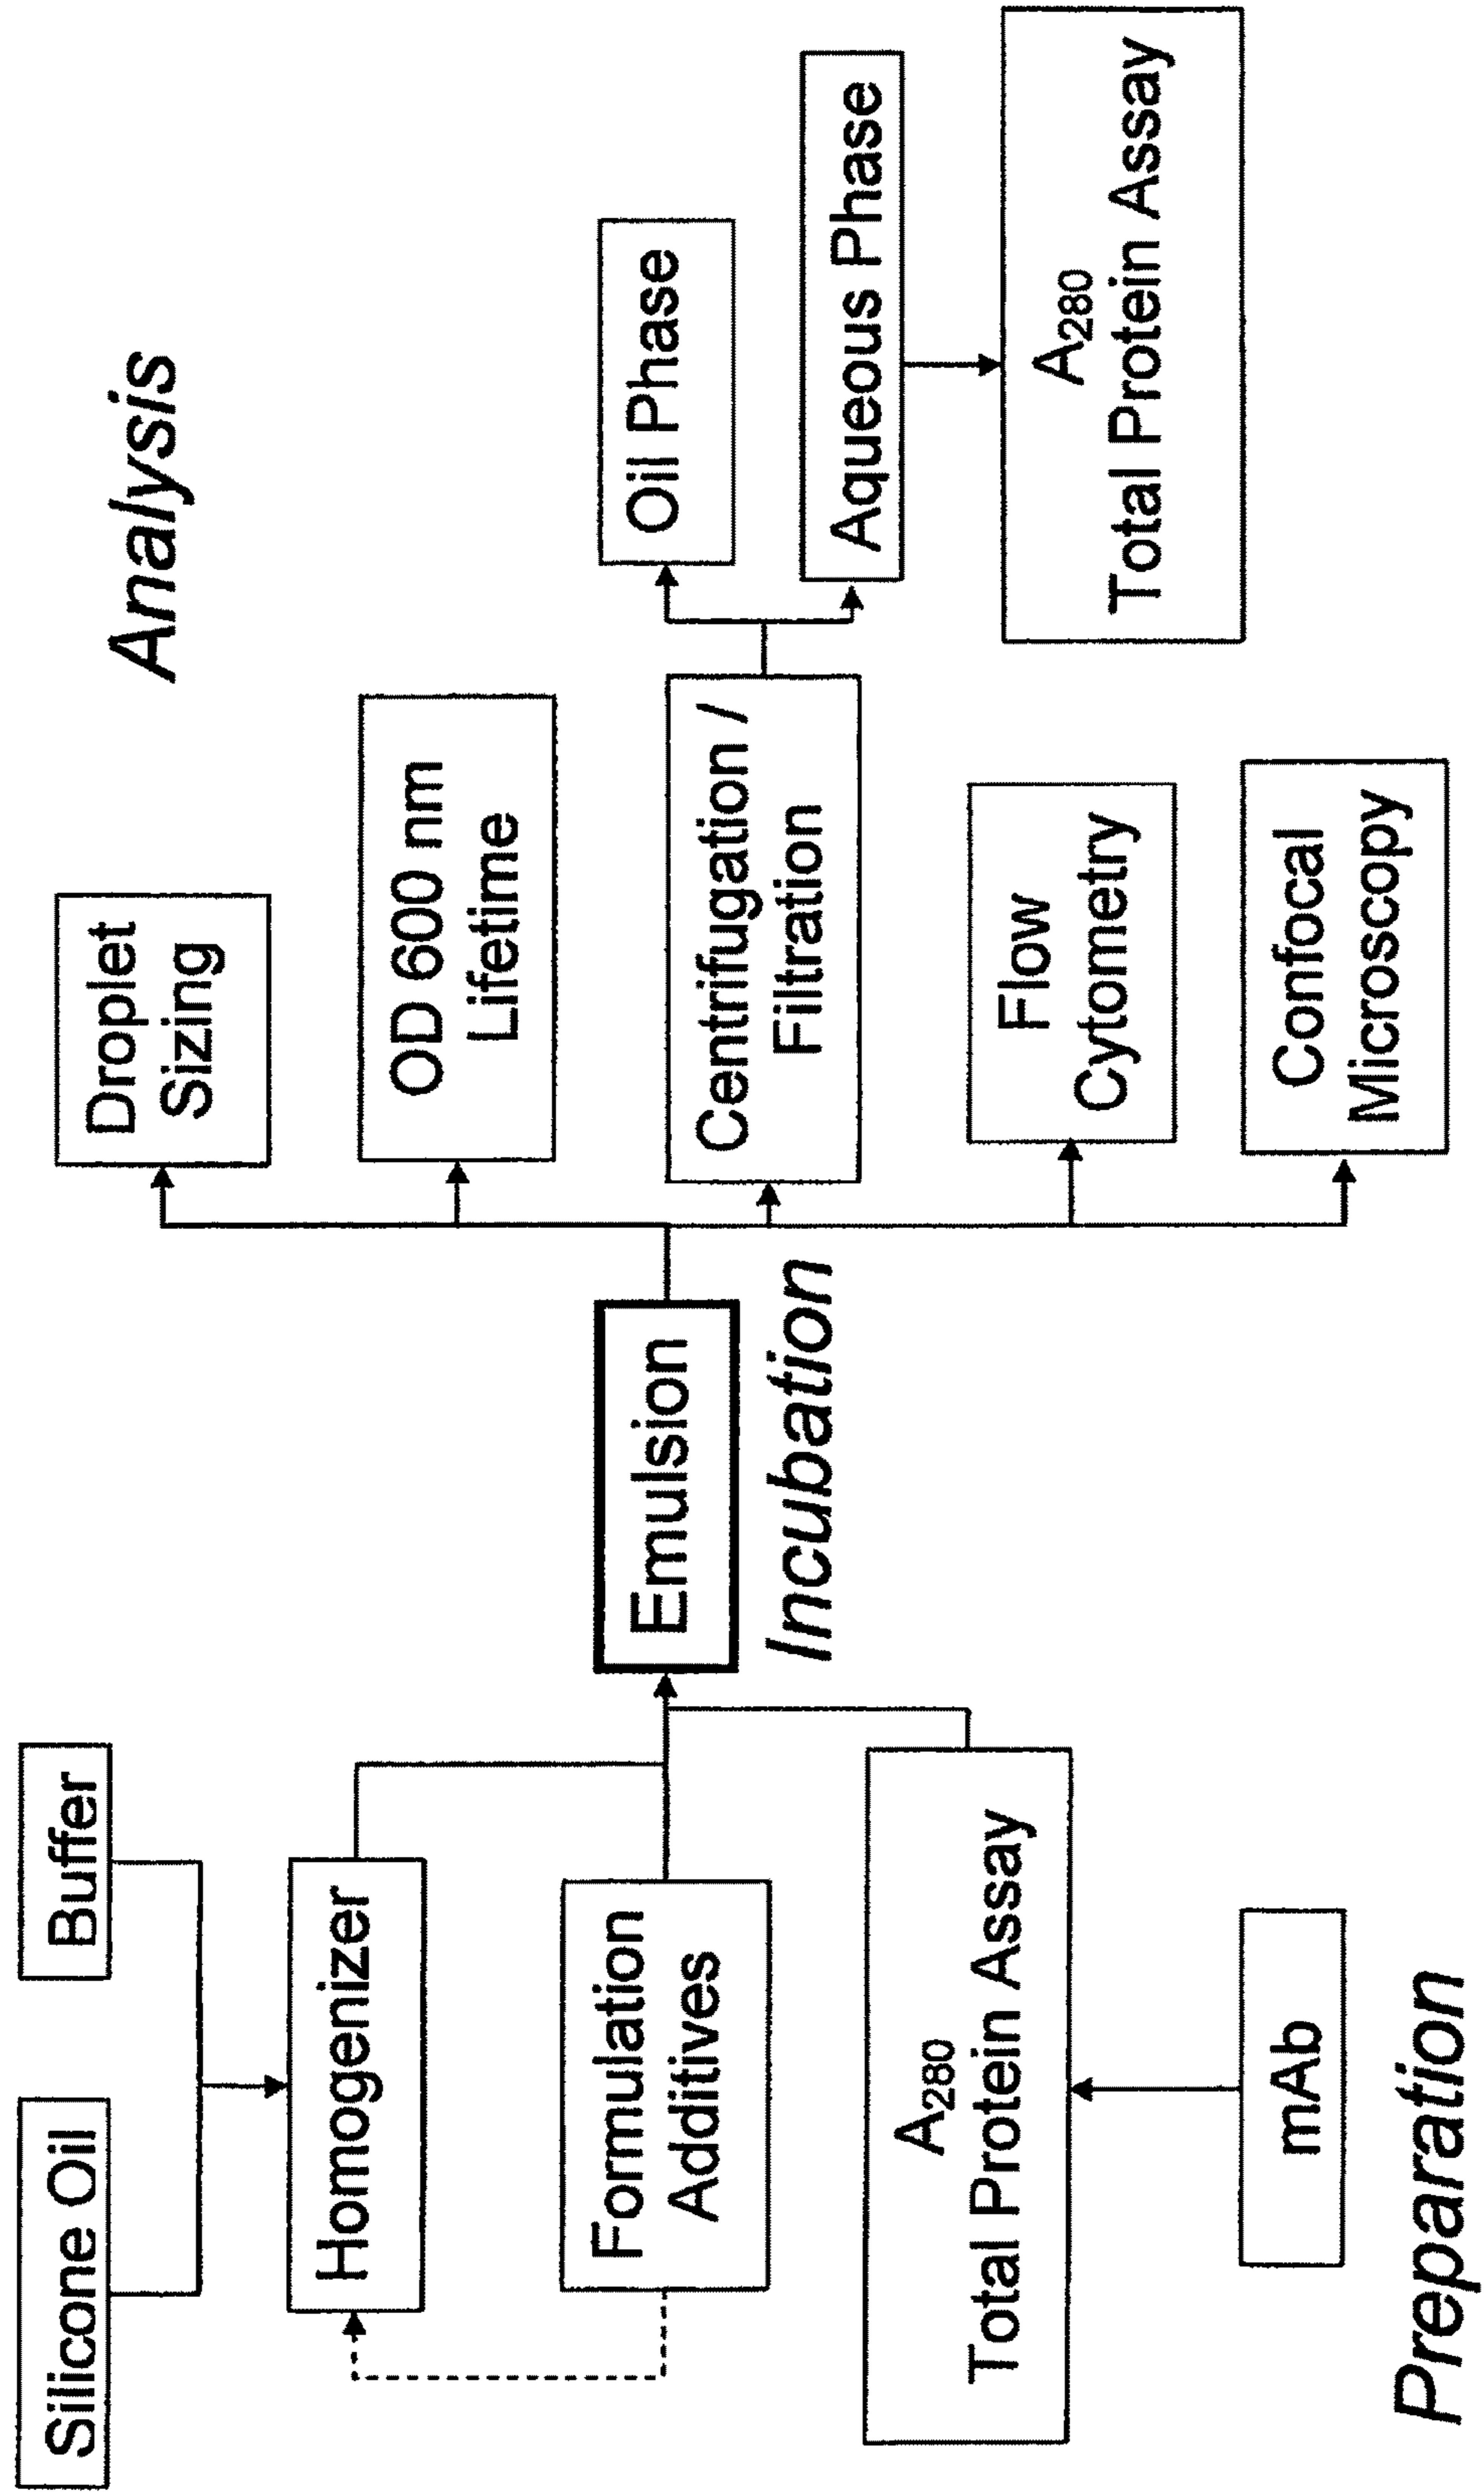 Silicone Oil
Buffer
Homogenizer
Formulation
Additives
A280
Total Protein Assay
mAb
Preparation
Emulsion
Incubation
Analysis
Droplet
Sizing
OD 600 nm
Lifetime
Centrifugation /
Filtration
Flow
Cytometry
Confocal
Microscopy
Oil Phase
Aqueous Phase
A280
Total Protein Assay